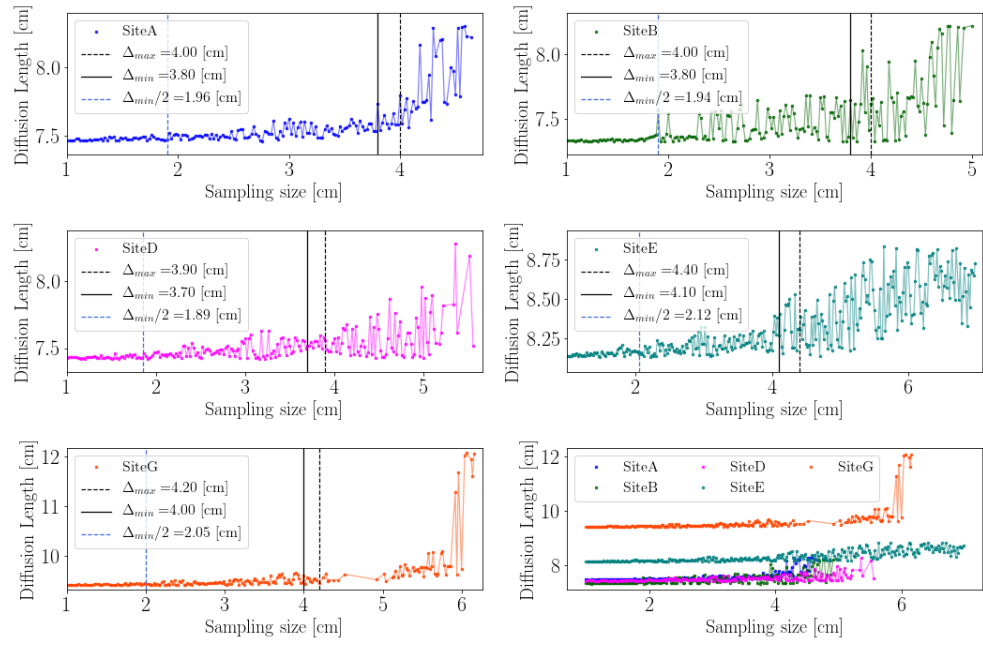 Diffusion Length [cm]
8.0
7.5
SiteA
Δmax =4.00 [cm]
Δmin =3.80 [cm]
Δmin/2 =1.96 [cm]
1 2 3 4
Sampling size [cm]
Diffusion Length [cm]
8.0
7.5
SiteB
Δmax =4.00 [cm]
Δmin =3.80 [cm]
Δmin/2 =1.94 [cm]
1 2 3 4 5
Sampling size [cm]
Diffusion Length [cm]
8.0
7.5
SiteD
Δmax =3.90 [cm]
Δmin =3.70 [cm]
Δmin/2 =1.89 [cm]
1 2 3 4 5
Sampling size [cm]
Diffusion Length [cm]
8.75
8.50
8.25
SiteE
Δmax =4.40 [cm]
Δmin =4.10 [cm]
Δmin/2 =2.12 [cm]
2 4 6
Sampling size [cm]
Diffusion Length [cm]
12
11
10
SiteG
Δmax =4.20 [cm]
Δmin =4.00 [cm]
Δmin/2 =2.05 [cm]
1 2 3 4 5 6
Sampling size [cm]
Diffusion Length [cm]
12
10
8
SiteA SiteD SiteG
SiteB SiteE
2 4 6
Sampling size [cm]